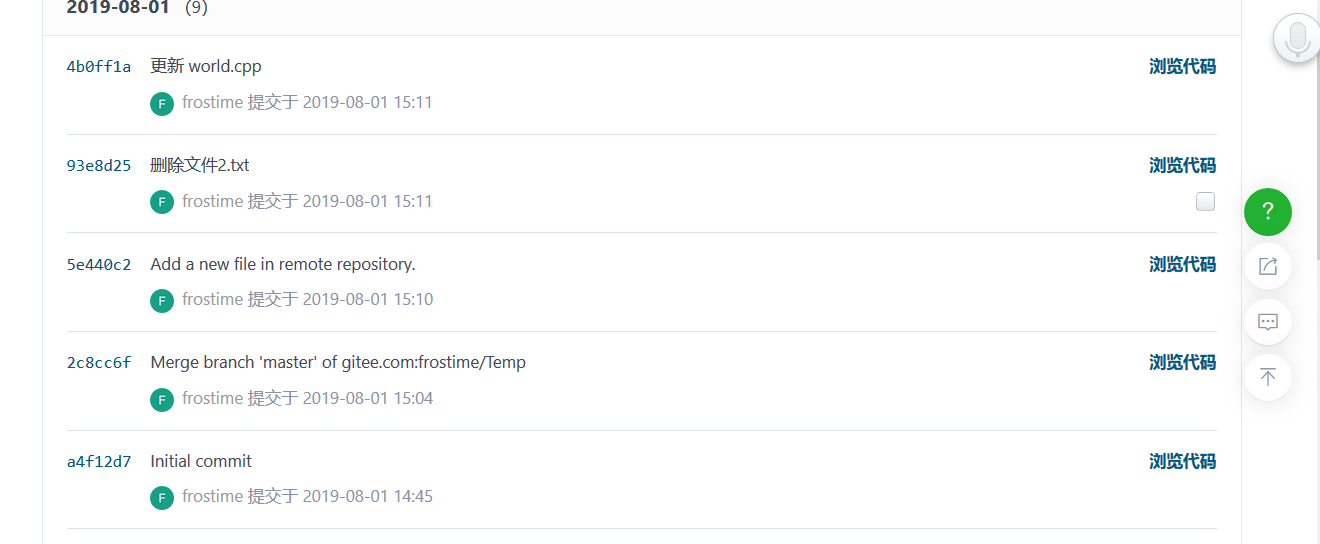 2019-08-01 (9)
4b0ff1a 更新 world.cpp 浏览代码
F frostime 提交于 2019-08-01 15:11
93e8d25 删除文件2.txt 浏览代码
F frostime 提交于 2019-08-01 15:11
?
5e440c2 Add a new file in remote repository. 浏览代码
F frostime 提交于 2019-08-01 15:10
2c8cc6f Merge branch 'master' of gitee.com:frostime/Temp 浏览代码
F frostime 提交于 2019-08-01 15:04
a4f12d7 Initial commit 浏览代码
F frostime 提交于 2019-08-01 14:45